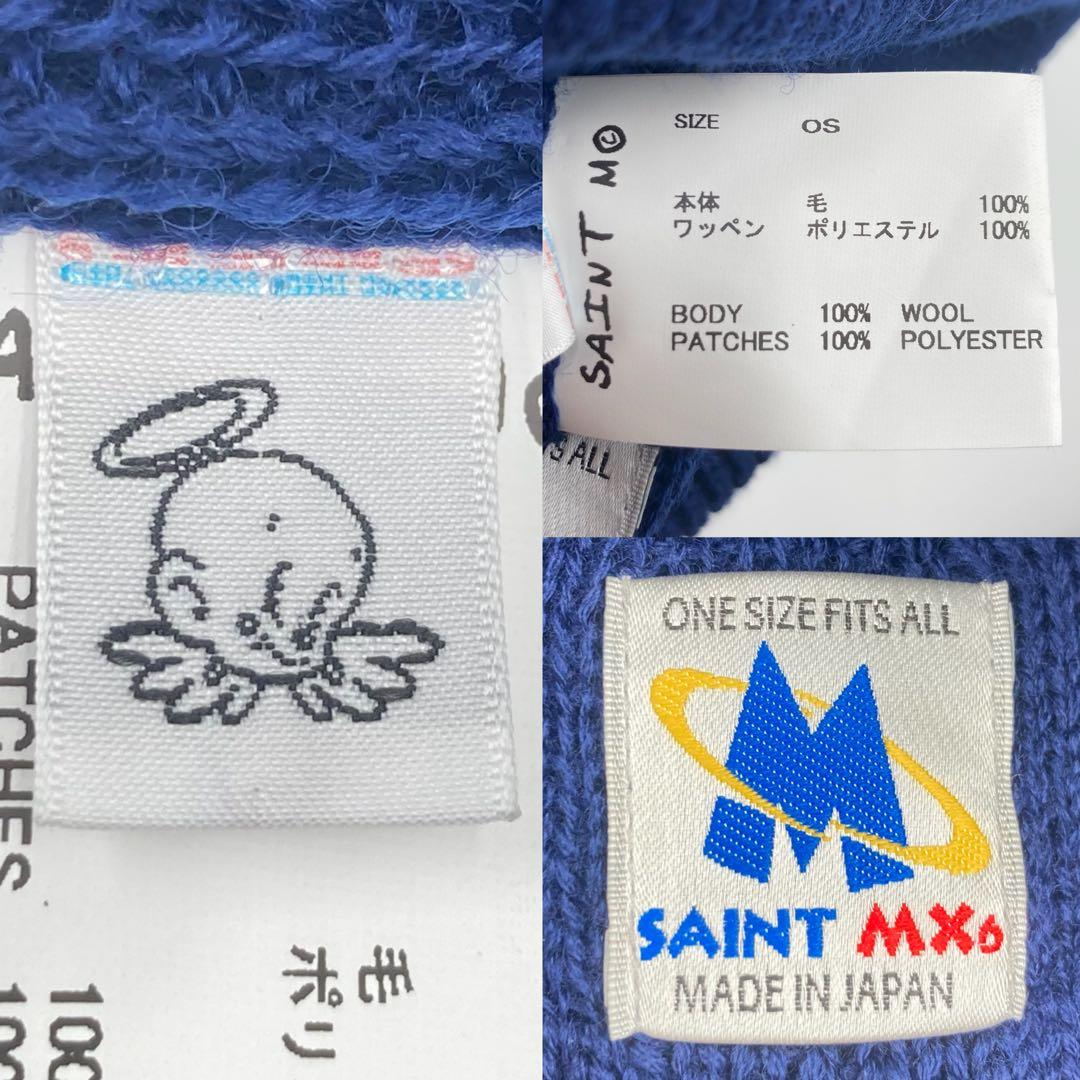 PATCHES
毛
ポリ
100
100
SAINT M
SIZE OS
本体 毛 100%
ワッペン ポリエステル 100%
BODY 100% WOOL
PATCHES 100% POLYESTER
ALL
ONE SIZE FITS ALL
M
SAINT MX6
MADE IN JAPAN